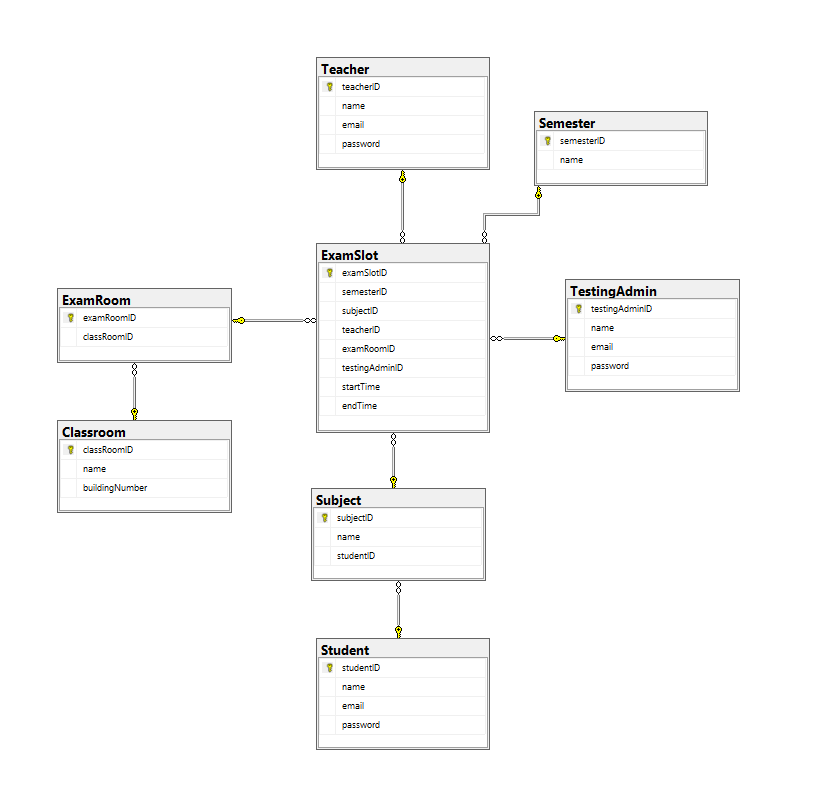 Teacher
teacherID
name
email
password
Semester
semesterID
name
ExamSlot
examSlotID
semesterID
subjectID
teacherID
examRoomID
testingAdminID
startTime
endTime
TestingAdmin
testingAdminID
name
email
password
ExamRoom
examRoomID
classRoomID
Classroom
classRoomID
name
buildingNumber
Subject
subjectID
name
studentID
Student
studentID
name
email
password